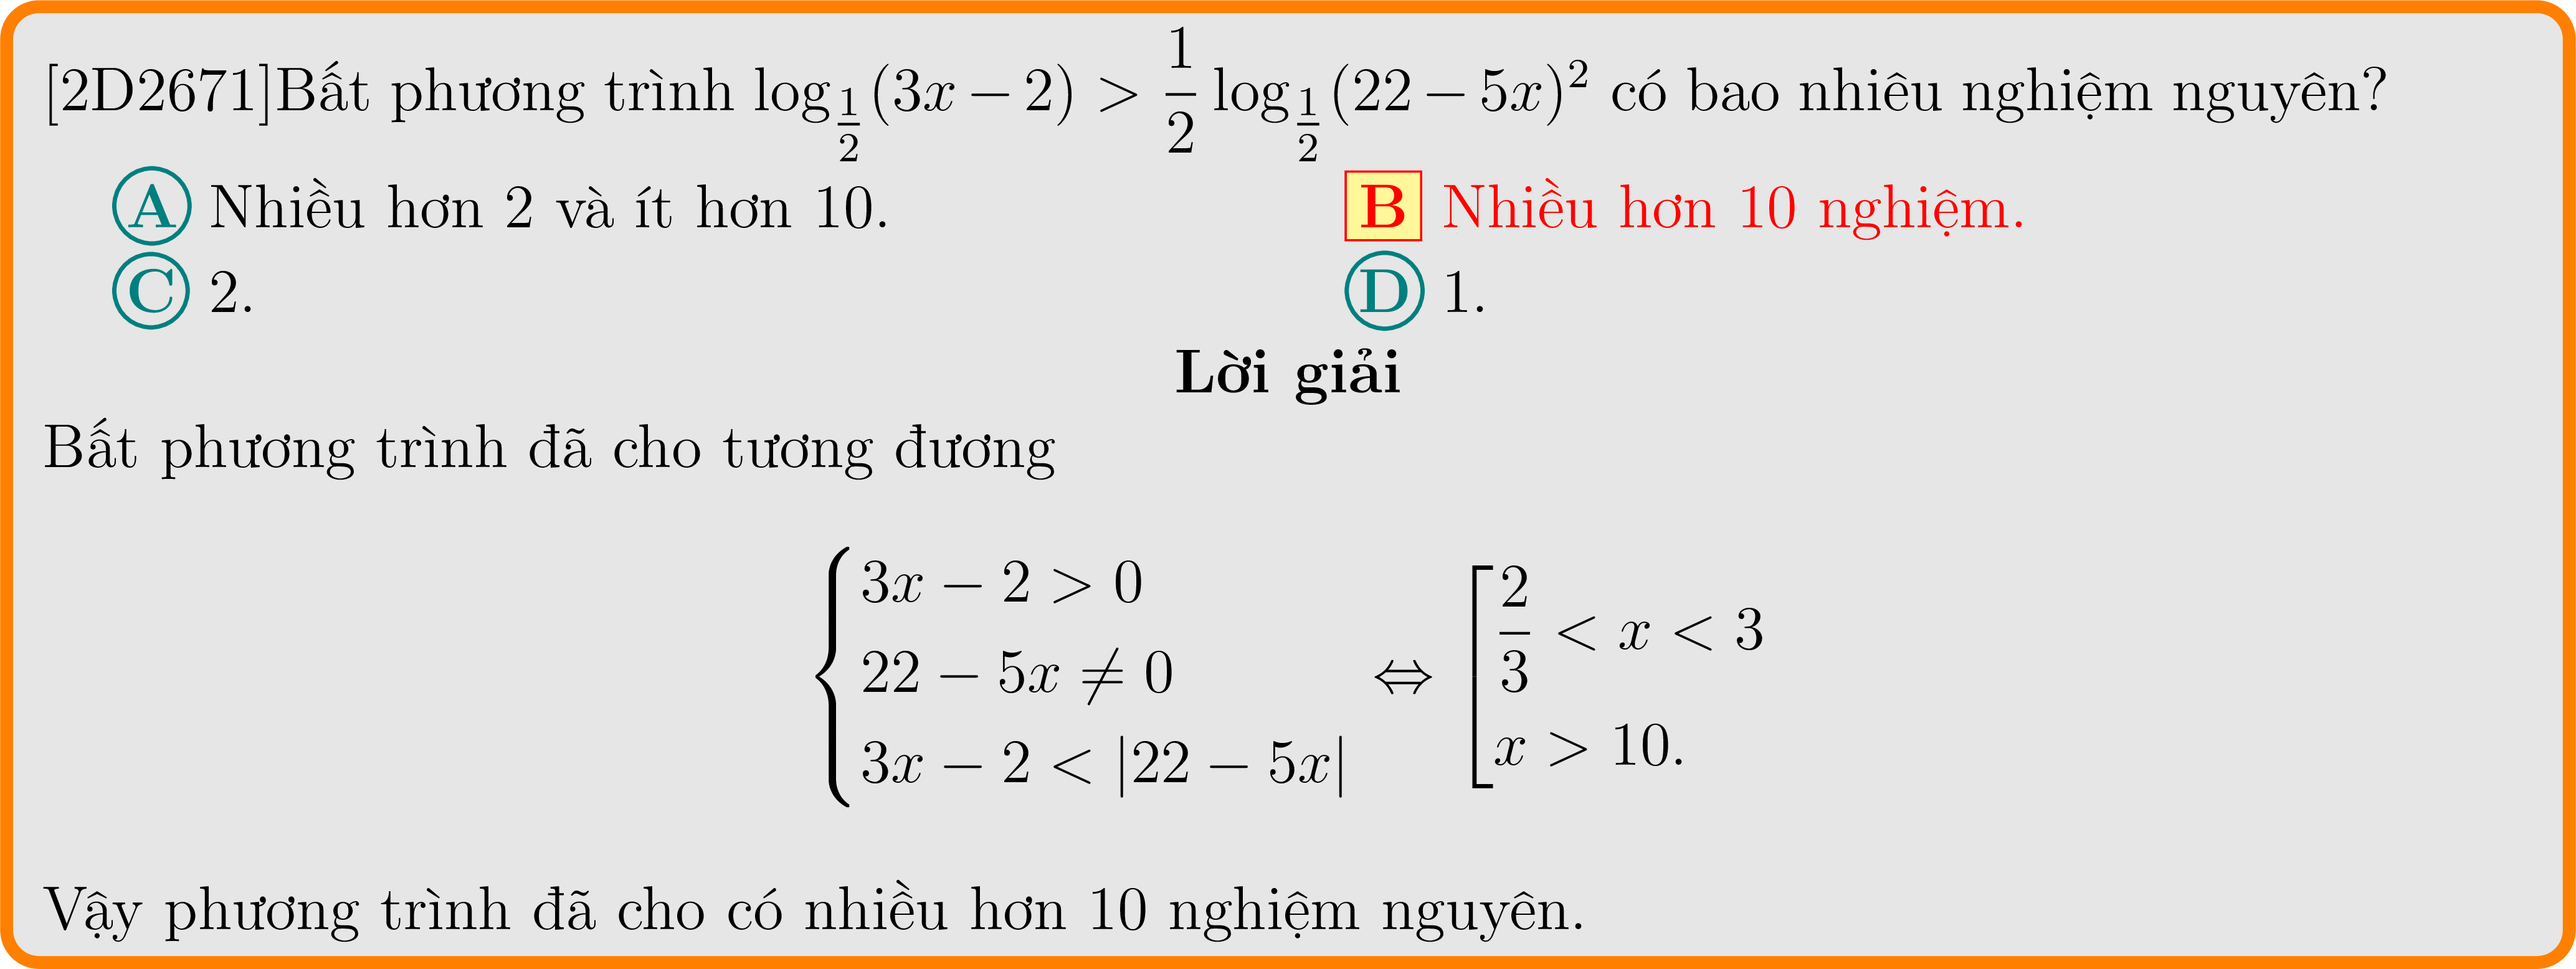 [2D2671]Bất phương trình $\log_{\frac{1}{2}}(3x-2) > \frac{1}{2}\log_{\frac{1}{2}}(22-5x)^2$ có bao nhiêu nghiệm nguyên?
A Nhiều hơn 2 và ít hơn 10. B Nhiều hơn 10 nghiệm.
C 2. D 1.
Lời giải
Bất phương trình đã cho tương đương
$\begin{cases} 3x-2>0 \\ 22-5x \neq 0 \\ 3x-2<|22-5x| \end{cases} \Leftrightarrow \left[\begin{array}{l} \frac{2}{3}<x<3 \\ x>10. \end{array}\right.$
Vậy phương trình đã cho có nhiều hơn 10 nghiệm nguyên.